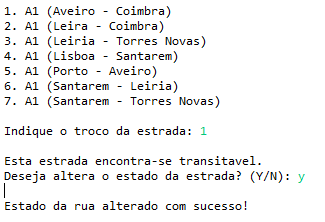 1. A1 (Aveiro - Coimbra)
2. A1 (Leira - Coimbra)
3. A1 (Leiria - Torres Novas)
4. A1 (Lisboa - Santarem)
5. A1 (Porto - Aveiro)
6. A1 (Santarem - Leiria)
7. A1 (Santarem - Torres Novas)
Indique o troco da estrada: 1
Esta estrada encontra-se transitavel.
Deseja altera o estado da estrada? (Y/N): y
Estado da rua alterado com sucesso!